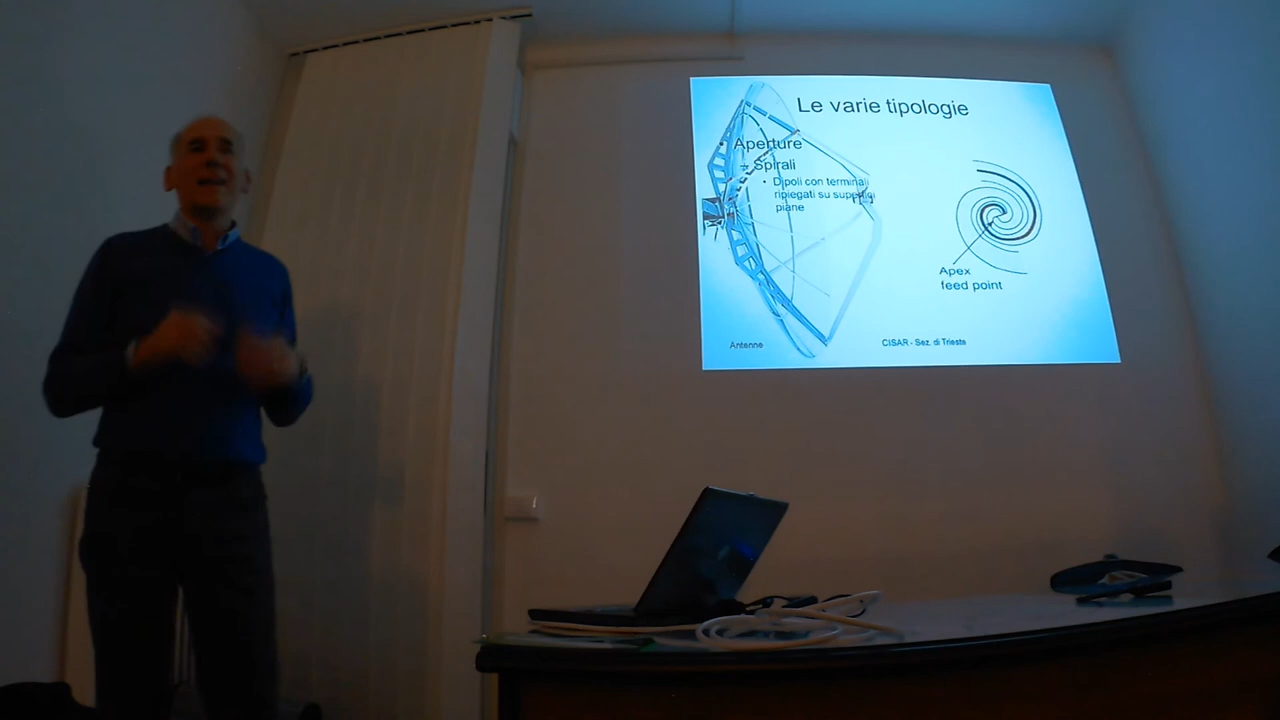 Le varie tipologie
• Aperture
– Spirali
• Dipoli con terminali
ripiegati su superfici
piane
Apex
feed point
Antenne
CISAR - Sez. di Trieste